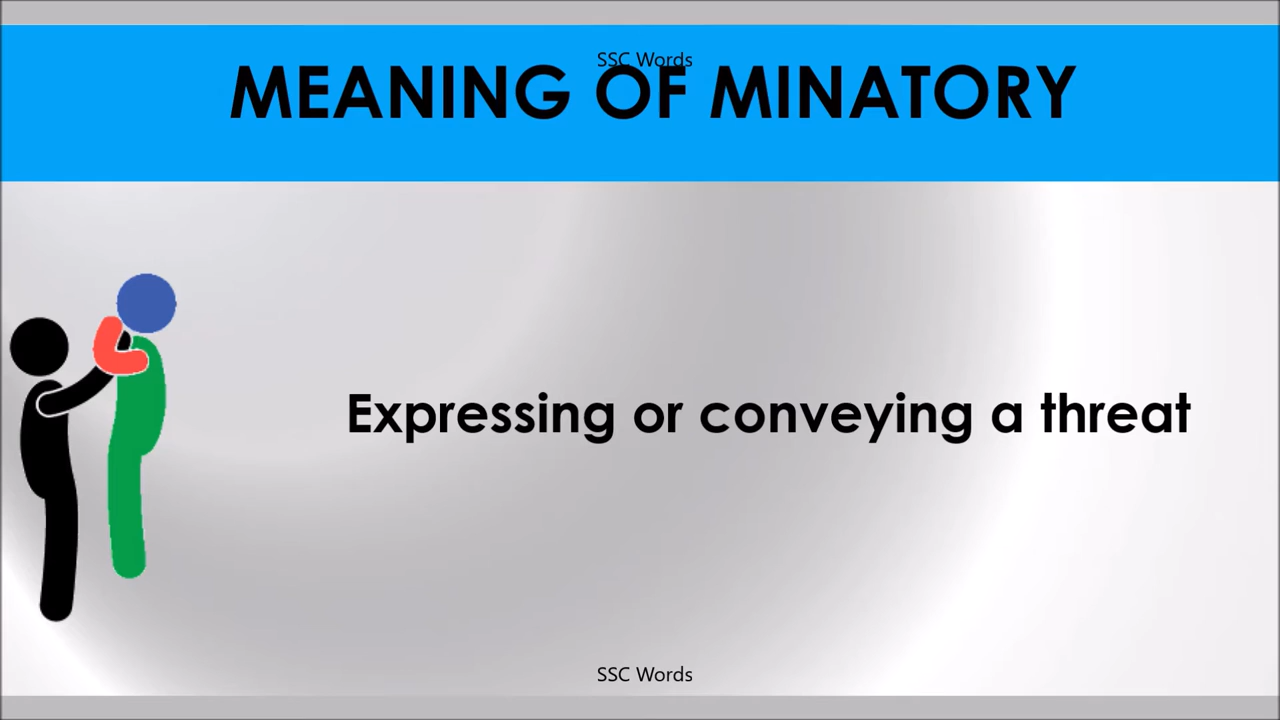 SSC Words
MEANING OF MINATORY
Expressing or conveying a threat
SSC Words